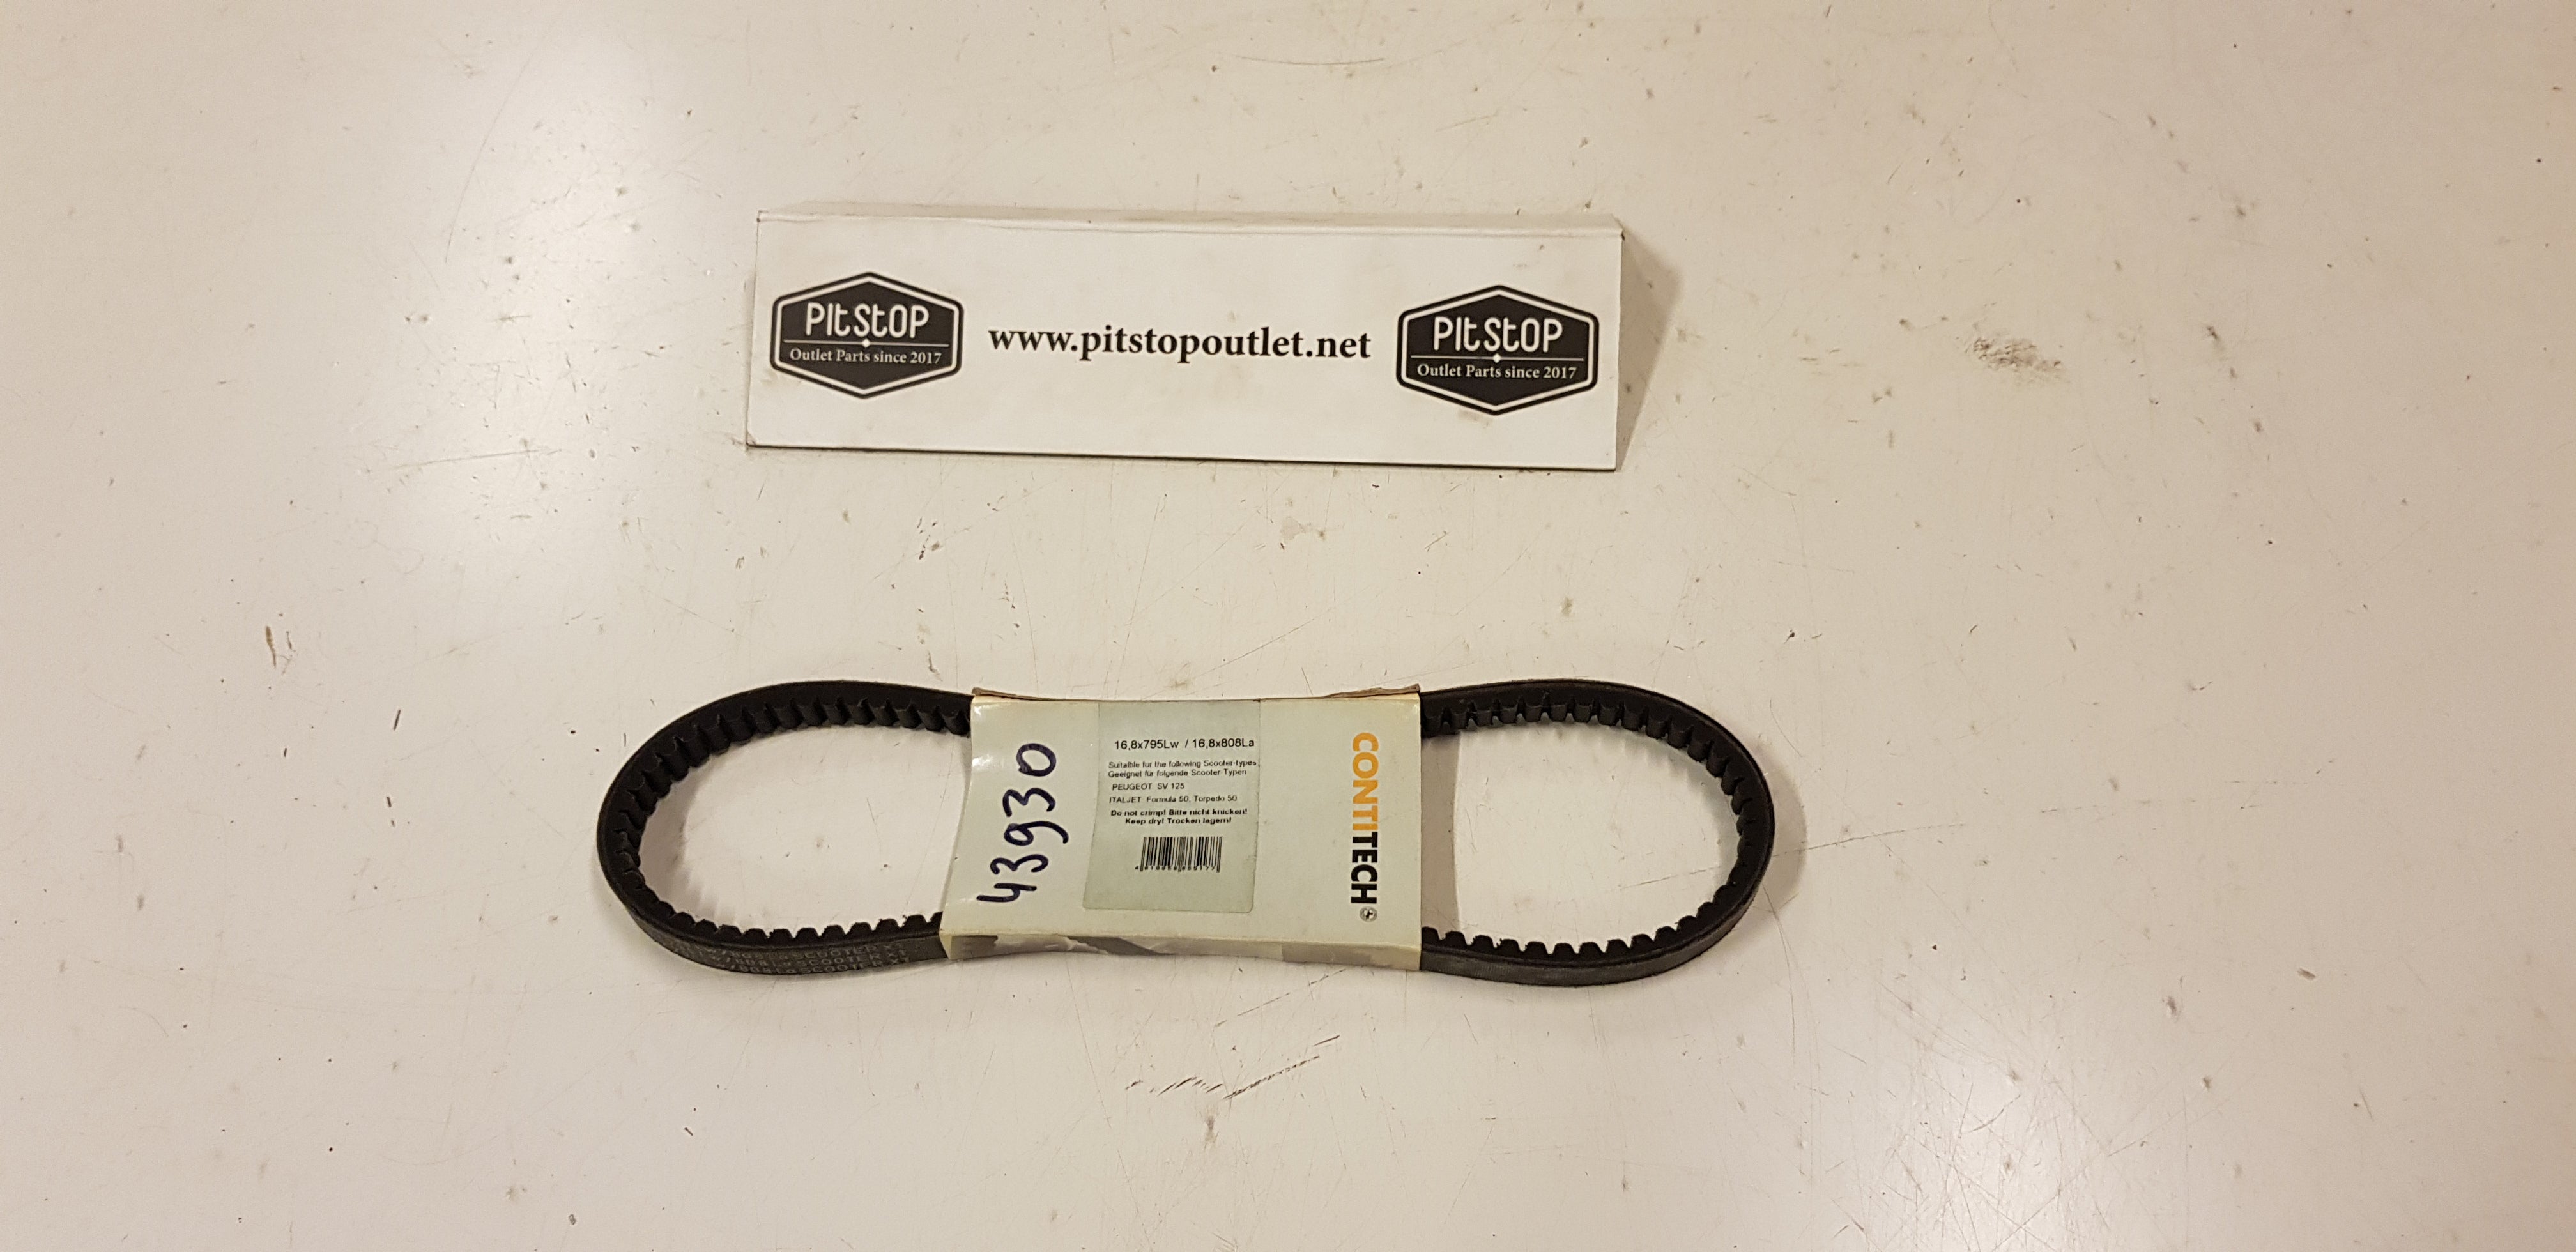 PitStOP
Outlet Parts since 2017
www.pitstopoutlet.net
PitStOP
Outlet Parts since 2017
43930
16,8x795Lw / 16,8x808La
Suitable for the following Scooter-types
Geeignet für folgende Scooter Typen
PEUGEOT SV 125
ITALJET Formula 50, Torpedo 50
Do not crimp! Bitte nicht knicken!
Keep dry! Trocken lagern!
CONTITECH®